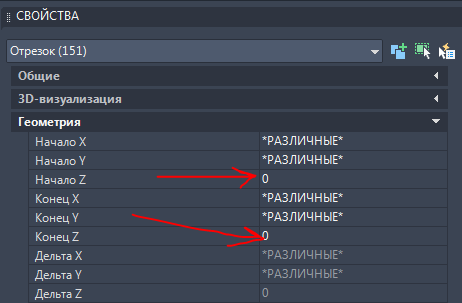 СВОЙСТВА
Отрезок (151)
Общие
3D-визуализация
Геометрия
Начало X *РАЗЛИЧНЫЕ*
Начало Y *РАЗЛИЧНЫЕ*
Начало Z 0
Конец X *РАЗЛИЧНЫЕ*
Конец Y *РАЗЛИЧНЫЕ*
Конец Z 0
Дельта X *РАЗЛИЧНЫЕ*
Дельта Y *РАЗЛИЧНЫЕ*
Дельта Z 0